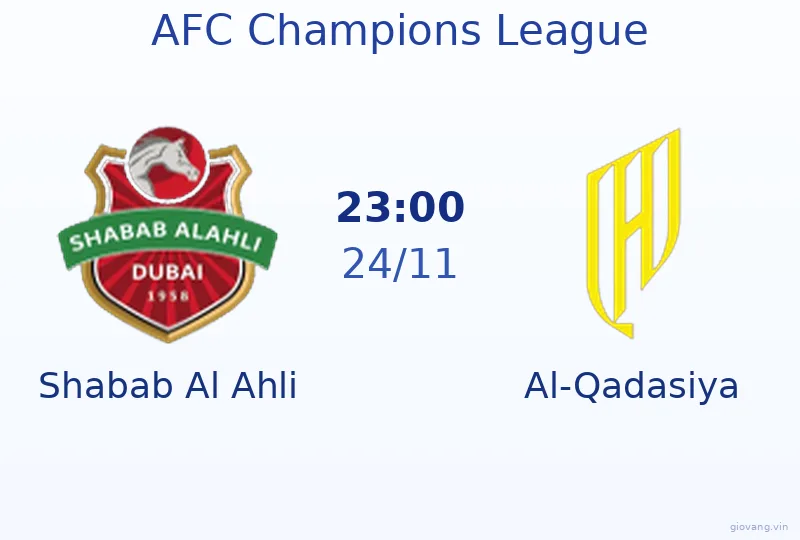 AFC Champions League
SHABAB ALAHLI
DUBAI
1958
23:00
24/11
Shabab Al Ahli
Al-Qadasiya
giovang.vin